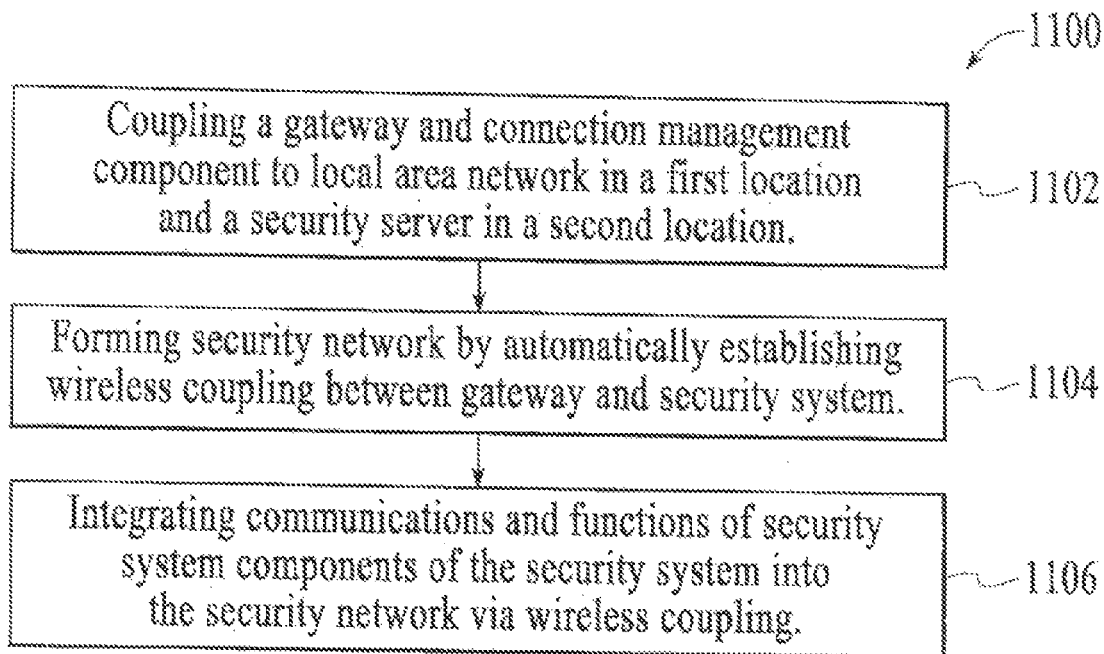 1100
Coupling a gateway and connection management
component to local area network in a first location
and a security server in a second location.
1102
Forming security network by automatically establishing
wireless coupling between gateway and security system.
1104
Integrating communications and functions of security
system components of the security system into
the security network via wireless coupling.
1106